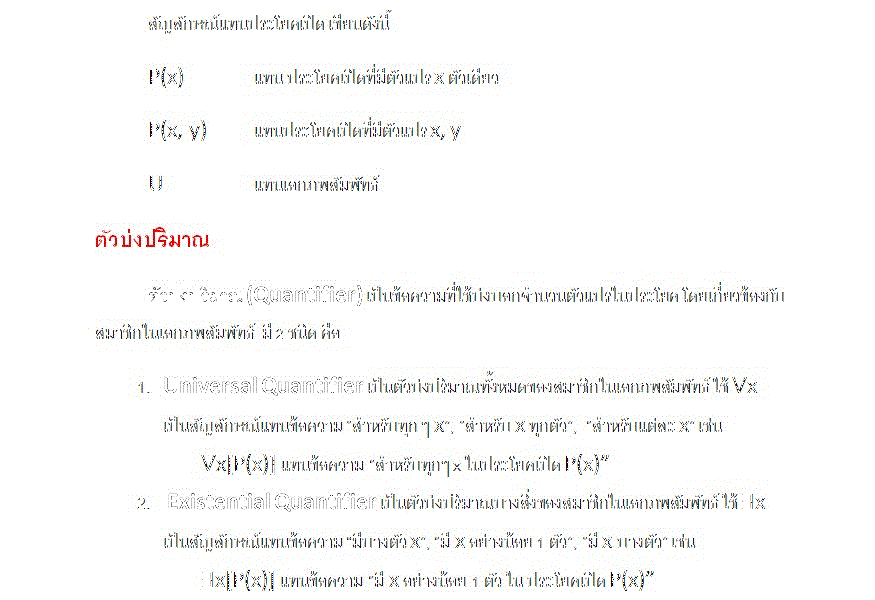 สัญลักษณ์แทนประโยคเปิด เขียนดังนี้
P(x) แทน ประโยคเปิดที่มีตัวแปร x ตัวเดียว
P(x, y) แทนประโยคเปิดที่มีตัวแปร x, y
U แทนเอกภพสัมพัทธ์
ตัวบ่งปริมาณ
ตัวบ่งปริมาณ (Quantifier) เป็นข้อความที่ใช้บ่งบอกจำนวนตัวแปรในประโยค โดยเกี่ยวข้องกับ
สมาชิกในเอกภพสัมพัทธ์ มี 2 ชนิด คือ
1. Universal Quantifier เป็นตัวบ่งปริมาณทั้งหมดของสมาชิกในเอกภพสัมพัทธ์ ใช้ ∀x
เป็นสัญลักษณ์แทนข้อความ "สำหรับทุก ๆ x", "สำหรับ x ทุกตัว", "สำหรับแต่ละ x" เช่น
∀x[P(x)] แทนข้อความ "สำหรับทุกๆ x ในประโยคเปิด P(x)"
2. Existential Quantifier เป็นตัวบ่งปริมาณบางสิ่งของสมาชิกในเอกภพสัมพัทธ์ ใช้ ∃x
เป็นสัญลักษณ์แทนข้อความ "มีบางตัว x", "มี x อย่างน้อย 1 ตัว", "มี x บางตัว" เช่น
∃x[P(x)] แทนข้อความ "มี x อย่างน้อย 1 ตัว ใน ประโยคเปิด P(x)"